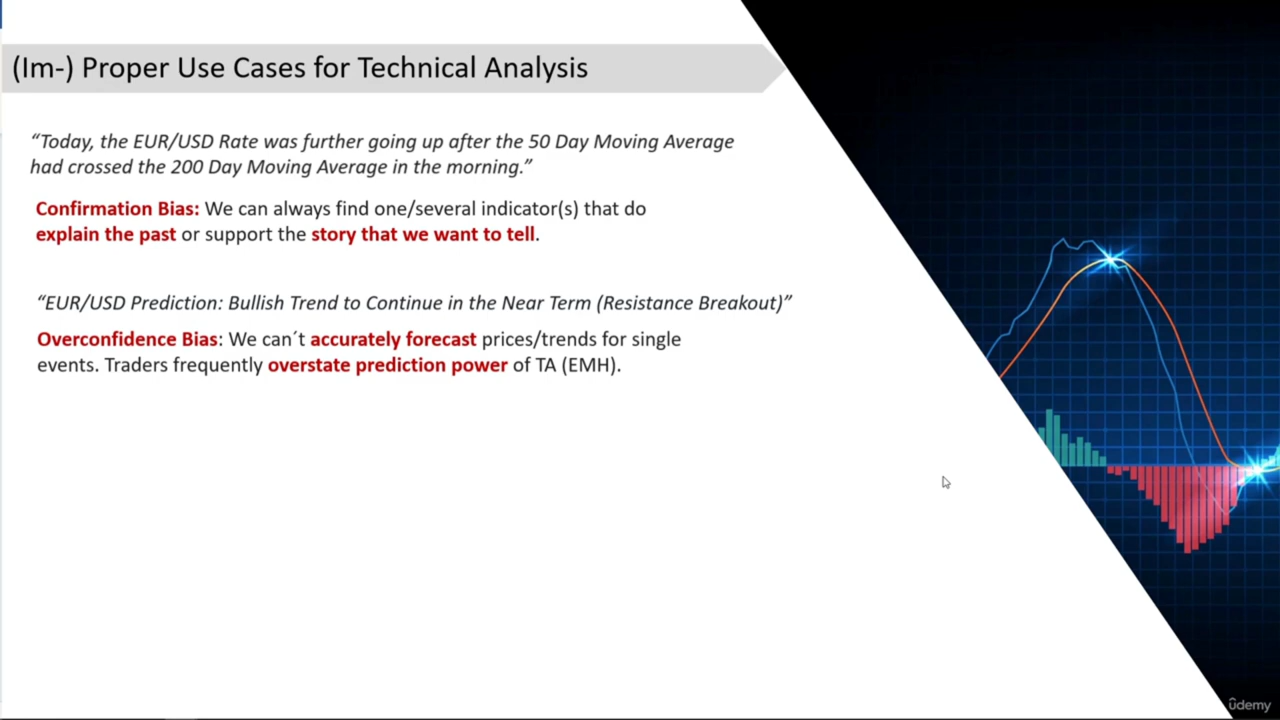 (Im-) Proper Use Cases for Technical Analysis
“Today, the EUR/USD Rate was further going up after the 50 Day Moving Average
had crossed the 200 Day Moving Average in the morning.”
Confirmation Bias: We can always find one/several indicator(s) that do
explain the past or support the story that we want to tell.
“EUR/USD Prediction: Bullish Trend to Continue in the Near Term (Resistance Breakout)”
Overconfidence Bias: We can´t accurately forecast prices/trends for single
events. Traders frequently overstate prediction power of TA (EMH).
ûdemy